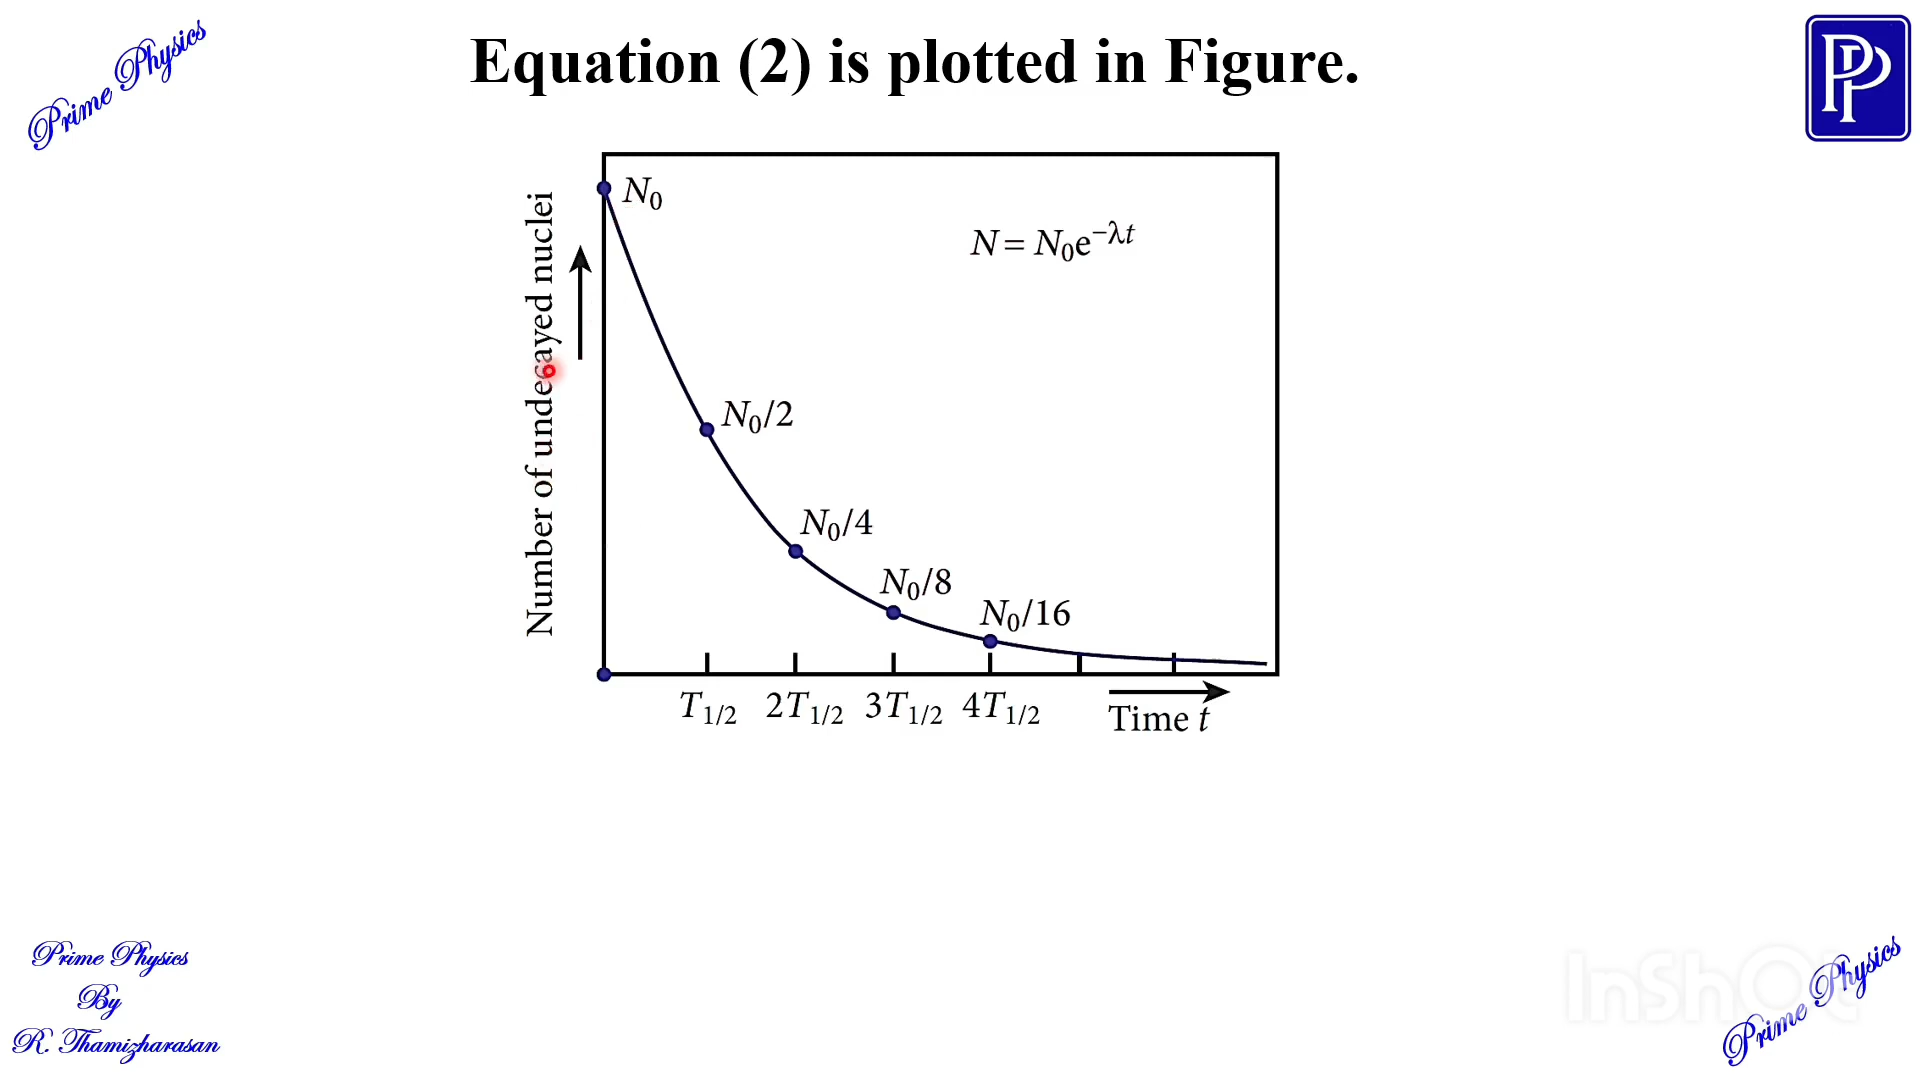 Equation (2) is plotted in Figure.
Prime Physics
PP
Number of undecayed nuclei
N₀
N = N₀e^−λt
N₀/2
N₀/4
N₀/8
N₀/16
T₁/₂ 2T₁/₂ 3T₁/₂ 4T₁/₂
Time t
Prime Physics
By
R. Thamizharasan
InShOt
Prime Physics